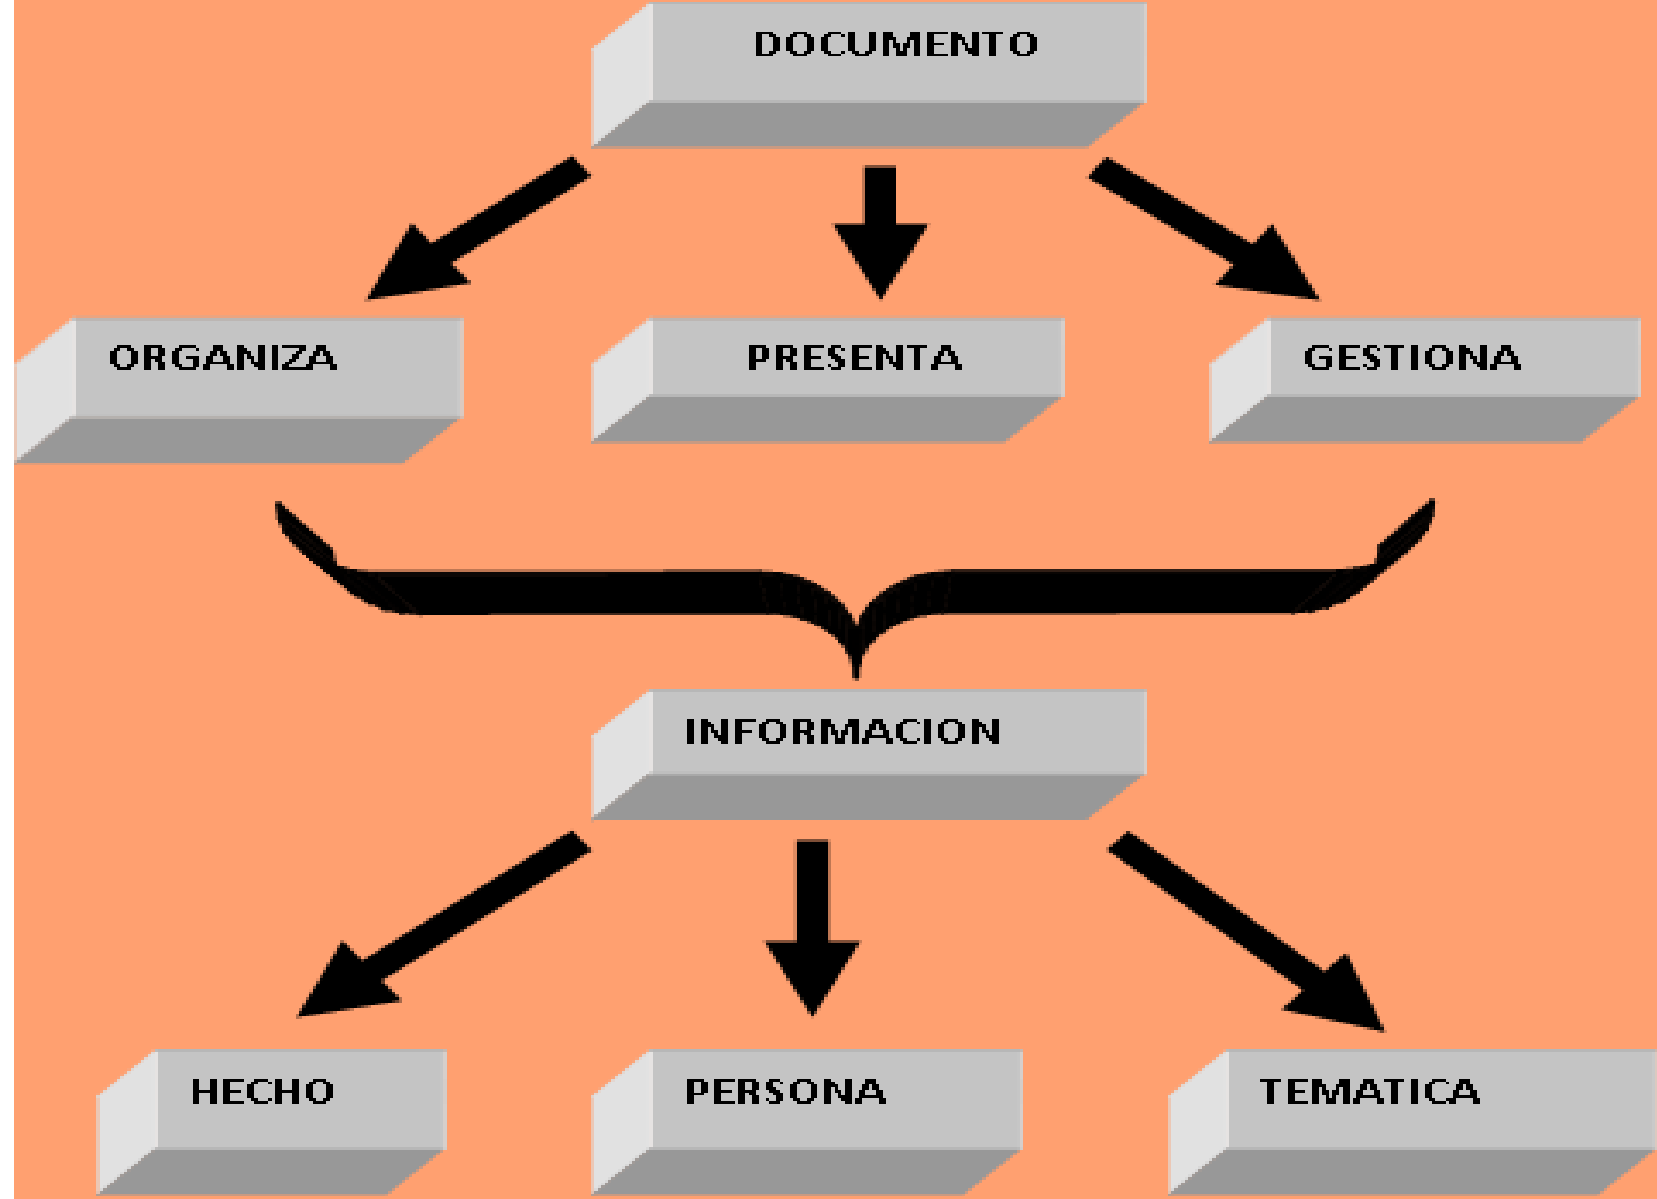 DOCUMENTO
ORGANIZA
PRESENTA
GESTIONA
INFORMACION
HECHO
PERSONA
TEMATICA